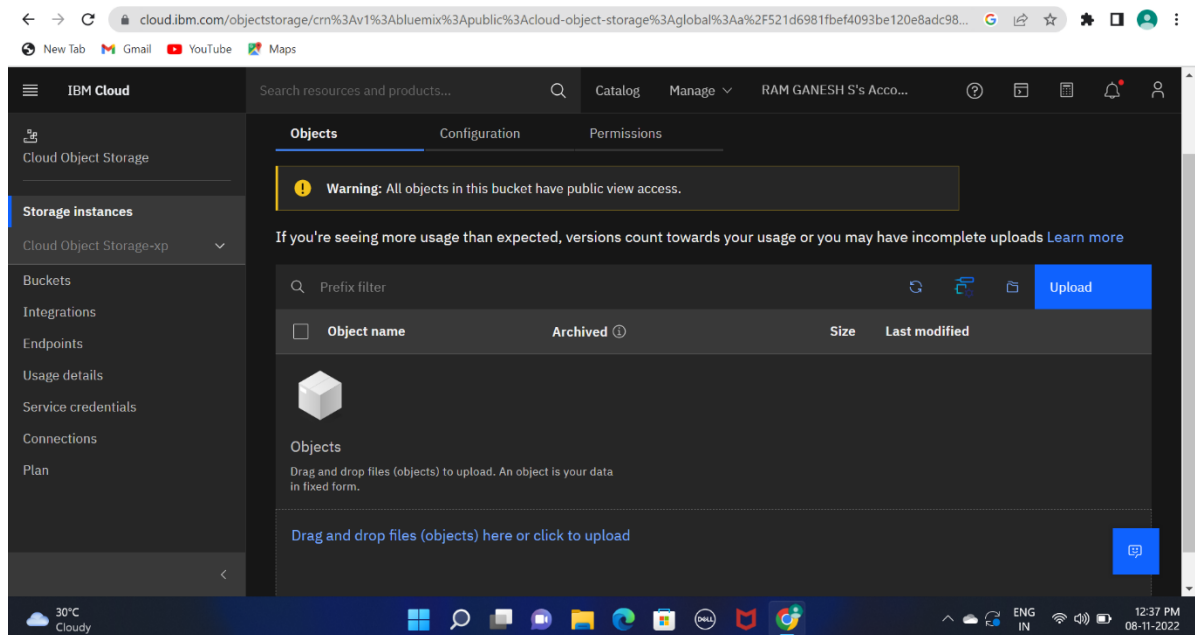 cloud.ibm.com/objectstorage/crn%3Av1%3Abluemix%3Apublic%3Acloud-object-storage%3Aglobal%3Aa%2F521d6981fbef4093be120e8adc98...
New Tab Gmail YouTube Maps
IBM Cloud Search resources and products... Catalog Manage RAM GANESH S's Acco...
Cloud Object Storage
Storage instances
Cloud Object Storage-xp
Buckets
Integrations
Endpoints
Usage details
Service credentials
Connections
Plan
Objects Configuration Permissions
Warning: All objects in this bucket have public view access.
If you're seeing more usage than expected, versions count towards your usage or you may have incomplete uploads Learn more
Prefix filter Upload
Object name Archived Size Last modified
Objects
Drag and drop files (objects) to upload. An object is your data
in fixed form.
Drag and drop files (objects) here or click to upload
30°C
Cloudy
DELL
ENG
IN
12:37 PM
08-11-2022